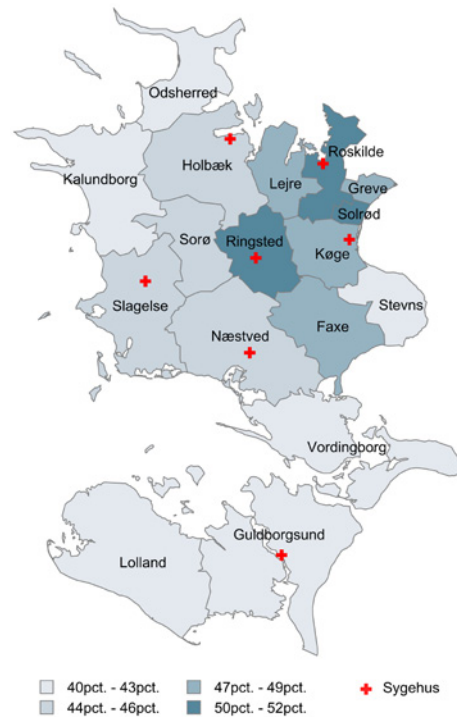 Odsherred
Holbæk
Roskilde
Kalundborg
Lejre
Greve
Solrød
Sorø
Ringsted
Køge
Slagelse
Stevns
Næstved
Faxe
Vordingborg
Guldborgsund
Lolland
40pct. - 43pct.
47pct. - 49pct.
Sygehus
44pct. - 46pct.
50pct. - 52pct.